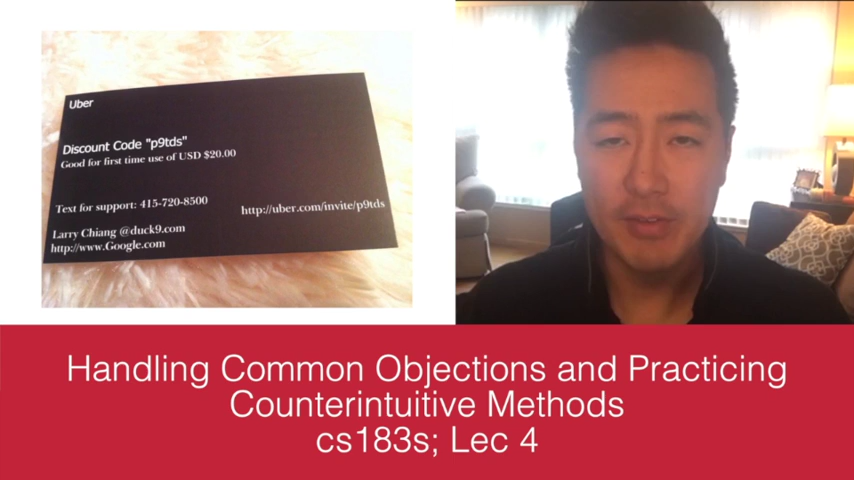 Uber
Discount Code "p9tds"
Good for first time use of USD $20.00
Text for support: 415-720-8500
http://uber.com/invite/p9tds
Larry Chiang @duck9.com
http://www.Google.com
Handling Common Objections and Practicing
Counterintuitive Methods
cs183s; Lec 4